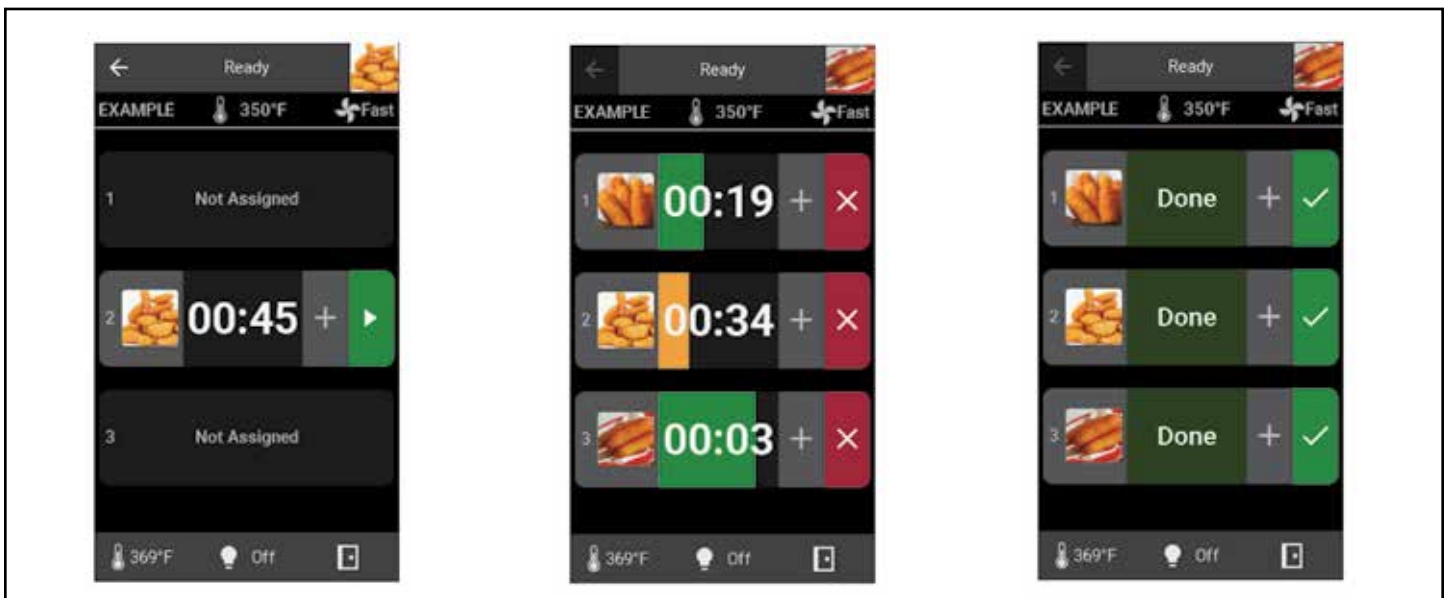 Ready
EXAMPLE 350°F Fast
1 Not Assigned
2 00:45 +
3 Not Assigned
369°F Off
Ready
EXAMPLE 350°F Fast
1 00:19 + ×
2 00:34 + ×
3 00:03 + ×
369°F Off
Ready
EXAMPLE 350°F Fast
1 Done +
2 Done +
3 Done +
369°F Off